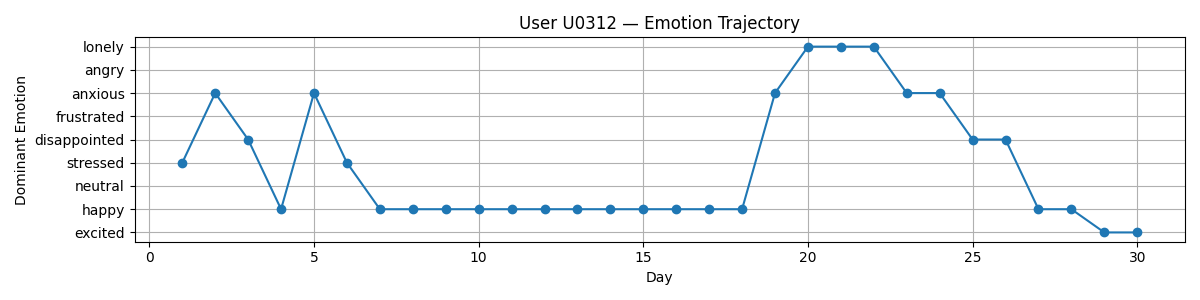 User U0312 — Emotion Trajectory
Dominant Emotion
lonely
angry
anxious
frustrated
disappointed
stressed
neutral
happy
excited
0 5 10 15 20 25 30
Day